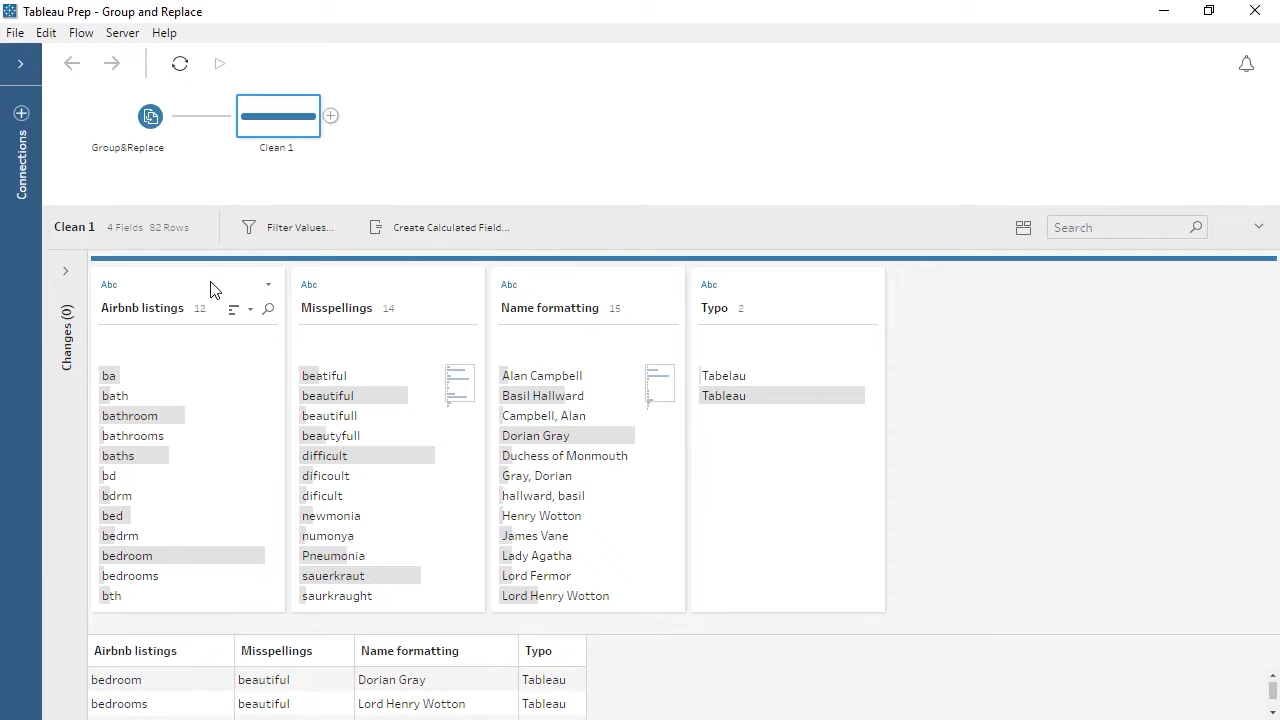 Tableau Prep - Group and Replace
File Edit Flow Server Help
Connections
Group&Replace
Clean 1
Clean 1 4 Fields 82 Rows Filter Values... Create Calculated Field... Search
Changes (0)
Abc
Airbnb listings 12
ba
bath
bathroom
bathrooms
baths
bd
bdrm
bed
bedrm
bedroom
bedrooms
bth
Abc
Misspellings 14
beatiful
beautiful
beautifull
beautyfull
difficult
dificoult
dificult
newmonia
numonya
Pneumonia
sauerkraut
saurkraught
Abc
Name formatting 15
Alan Campbell
Basil Hallward
Campbell, Alan
Dorian Gray
Duchess of Monmouth
Gray, Dorian
hallward, basil
Henry Wotton
James Vane
Lady Agatha
Lord Fermor
Lord Henry Wotton
Abc
Typo 2
Tabelau
Tableau
Airbnb listings Misspellings Name formatting Typo
bedroom beautiful Dorian Gray Tableau
bedrooms beautiful Lord Henry Wotton Tableau